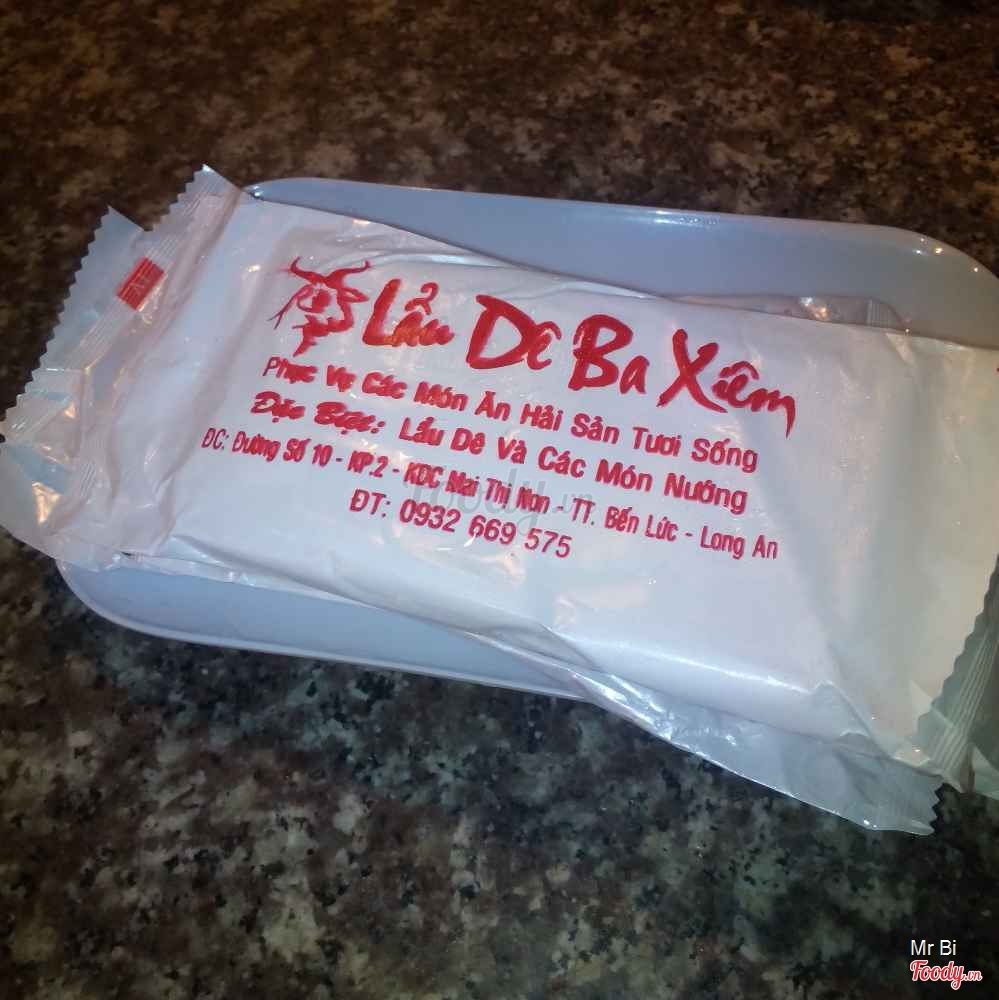 Lẩu Dê Ba Xiêm
Phục Vụ Các Món Ăn Hải Sản Tươi Sống
Đặc Biệt: Lẩu Dê Và Các Món Nướng
ĐC: Đường Số 10 - KP.2 - KDC Mai Thị Non - TT. Bến Lức - Long An
ĐT: 0932 669 575
foody.vn
Mr Bi
Foody.vn